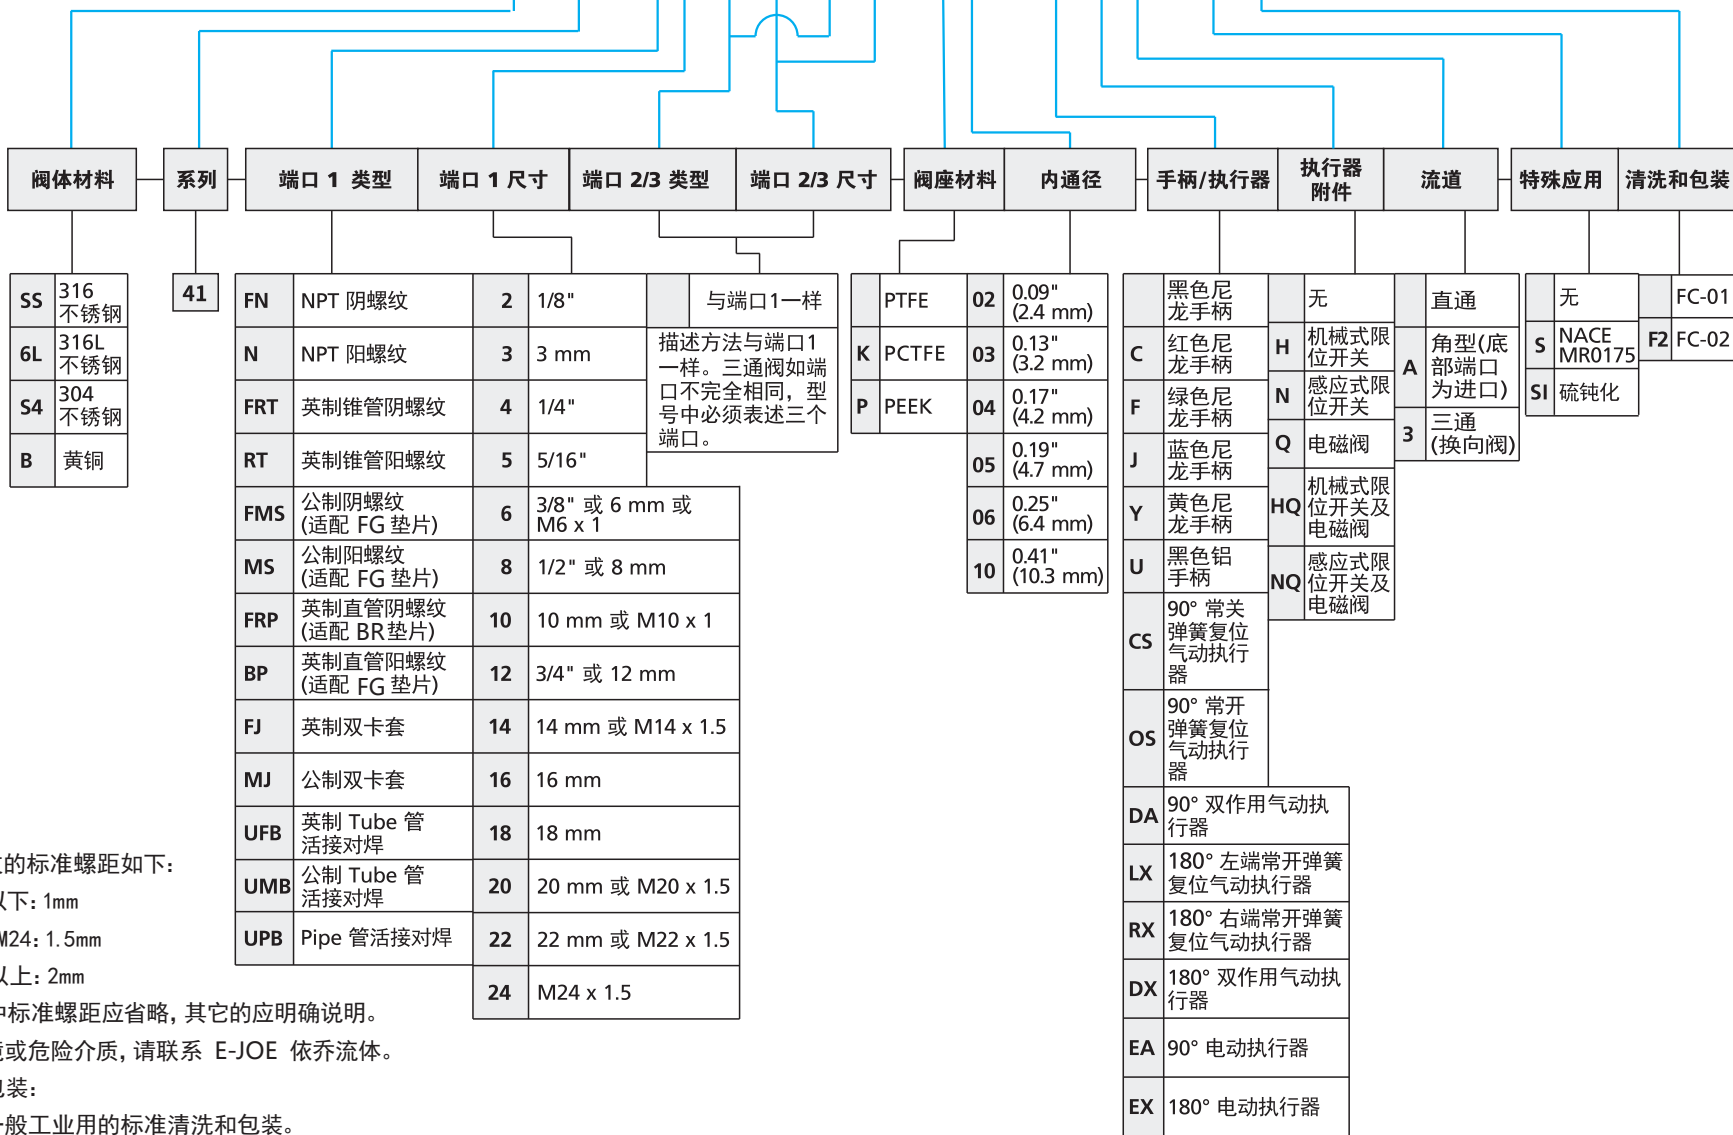 阀体材料
系列
端口 1 类型
端口 1 尺寸
端口 2/3 类型
端口 2/3 尺寸
阀座材料
内通径
手柄/执行器
执行器
附件
流道
特殊应用
清洗和包装
SS
316
不锈钢
6L
316L
不锈钢
S4
304
不锈钢
B
黄铜
41
FN
NPT 阴螺纹
N
NPT 阳螺纹
FRT
英制锥管阴螺纹
RT
英制锥管阳螺纹
FMS
公制阴螺纹
(适配 FG 垫片)
MS
公制阳螺纹
(适配 FG 垫片)
FRP
英制直管阴螺纹
(适配 BR垫片)
BP
英制直管阳螺纹
(适配 FG 垫片)
FJ
英制双卡套
MJ
公制双卡套
UFB
英制 Tube 管
活接对焊
UMB
公制 Tube 管
活接对焊
UPB
Pipe 管活接对焊
2
1/8"
3
3 mm
4
1/4"
5
5/16"
6
3/8" 或 6 mm 或
M6 x 1
8
1/2" 或 8 mm
10
10 mm 或 M10 x 1
12
3/4" 或 12 mm
14
14 mm 或 M14 x 1.5
16
16 mm
18
18 mm
20
20 mm 或 M20 x 1.5
22
22 mm 或 M22 x 1.5
24
M24 x 1.5
与端口1一样
描述方法与端口1
一样。三通阀如端
口不完全相同，型
号中必须表述三个
端口。
PTFE
K
PCTFE
P
PEEK
02
0.09"
(2.4 mm)
03
0.13"
(3.2 mm)
04
0.17"
(4.2 mm)
05
0.19"
(4.7 mm)
06
0.25"
(6.4 mm)
10
0.41"
(10.3 mm)
黑色尼
龙手柄
C
红色尼
龙手柄
F
绿色尼
龙手柄
J
蓝色尼
龙手柄
Y
黄色尼
龙手柄
U
黑色铝
手柄
CS
90° 常关
弹簧复位
气动执行
器
OS
90° 常开
弹簧复位
气动执行
器
DA
90° 双作用气动执
行器
LX
180° 左端常开弹簧
复位气动执行器
RX
180° 右端常开弹簧
复位气动执行器
DX
180° 双作用气动执
行器
EA
90° 电动执行器
EX
180° 电动执行器
无
H
机械式限
位开关
N
感应式限
位开关
Q
电磁阀
HQ
机械式限
位开关及
电磁阀
NQ
感应式限
位开关及
电磁阀
直通
A
角型(底
部端口
为进口)
3
三通
(换向阀)
无
S
NACE
MR0175
SI
硫钝化
FC-01
F2
FC-02
的标准螺距如下：
以下：1mm
M24：1.5mm
以上：2mm
中标准螺距应省略，其它的应明确说明。
或危险介质，请联系 E-JOE 依乔流体。
包装：
一般工业用的标准清洗和包装。